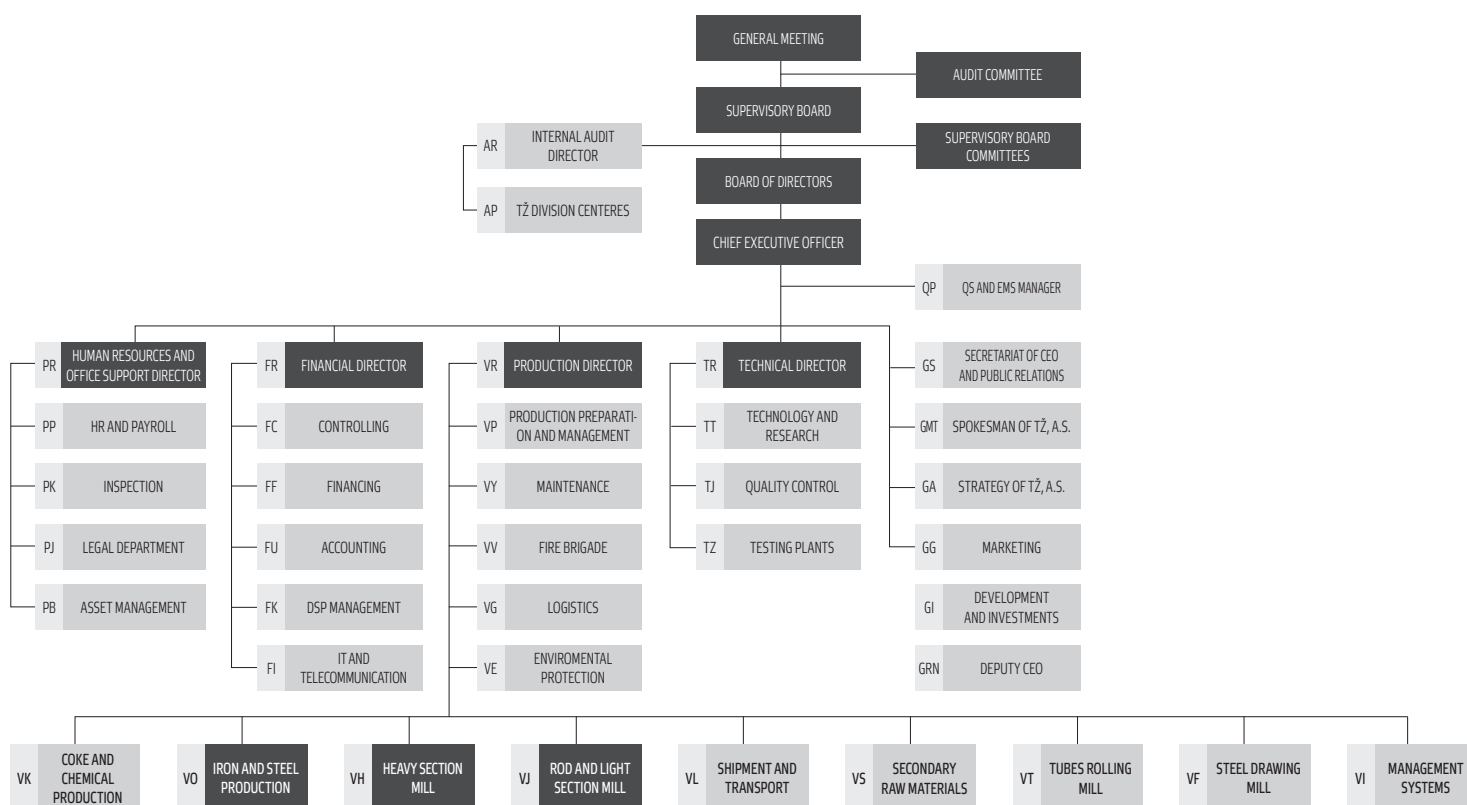 GENERAL MEETING
AUDIT COMMITTEE
SUPERVISORY BOARD
AR
INTERNAL AUDIT
DIRECTOR
SUPERVISORY BOARD
COMMITTEES
BOARD OF DIRECTORS
AP
TŽ DIVISION CENTERES
CHIEF EXECUTIVE OFFICER
QP
QS AND EMS MANAGER
PR
HUMAN RESOURCES AND
OFFICE SUPPORT DIRECTOR
FR
FINANCIAL DIRECTOR
VR
PRODUCTION DIRECTOR
TR
TECHNICAL DIRECTOR
GS
SECRETARIAT OF CEO
AND PUBLIC RELATIONS
PP
HR AND PAYROLL
FC
CONTROLLING
VP
PRODUCTION PREPARATI-
ON AND MANAGEMENT
TT
TECHNOLOGY AND
RESEARCH
GMT
SPOKESMAN OF TŽ, A.S.
PK
INSPECTION
FF
FINANCING
VY
MAINTENANCE
TJ
QUALITY CONTROL
GA
STRATEGY OF TŽ, A.S.
PJ
LEGAL DEPARTMENT
FU
ACCOUNTING
VV
FIRE BRIGADE
TZ
TESTING PLANTS
GG
MARKETING
PB
ASSET MANAGEMENT
FK
DSP MANAGEMENT
VG
LOGISTICS
GI
DEVELOPMENT
AND INVESTMENTS
FI
IT AND
TELECOMMUNICATION
VE
ENVIROMENTAL
PROTECTION
GRN
DEPUTY CEO
VK
COKE AND
CHEMICAL
PRODUCTION
VO
IRON AND STEEL
PRODUCTION
VH
HEAVY SECTION
MILL
VJ
ROD AND LIGHT
SECTION MILL
VL
SHIPMENT AND
TRANSPORT
VS
SECONDARY
RAW MATERIALS
VT
TUBES ROLLING
MILL
VF
STEEL DRAWING
MILL
VI
MANAGEMENT
SYSTEMS